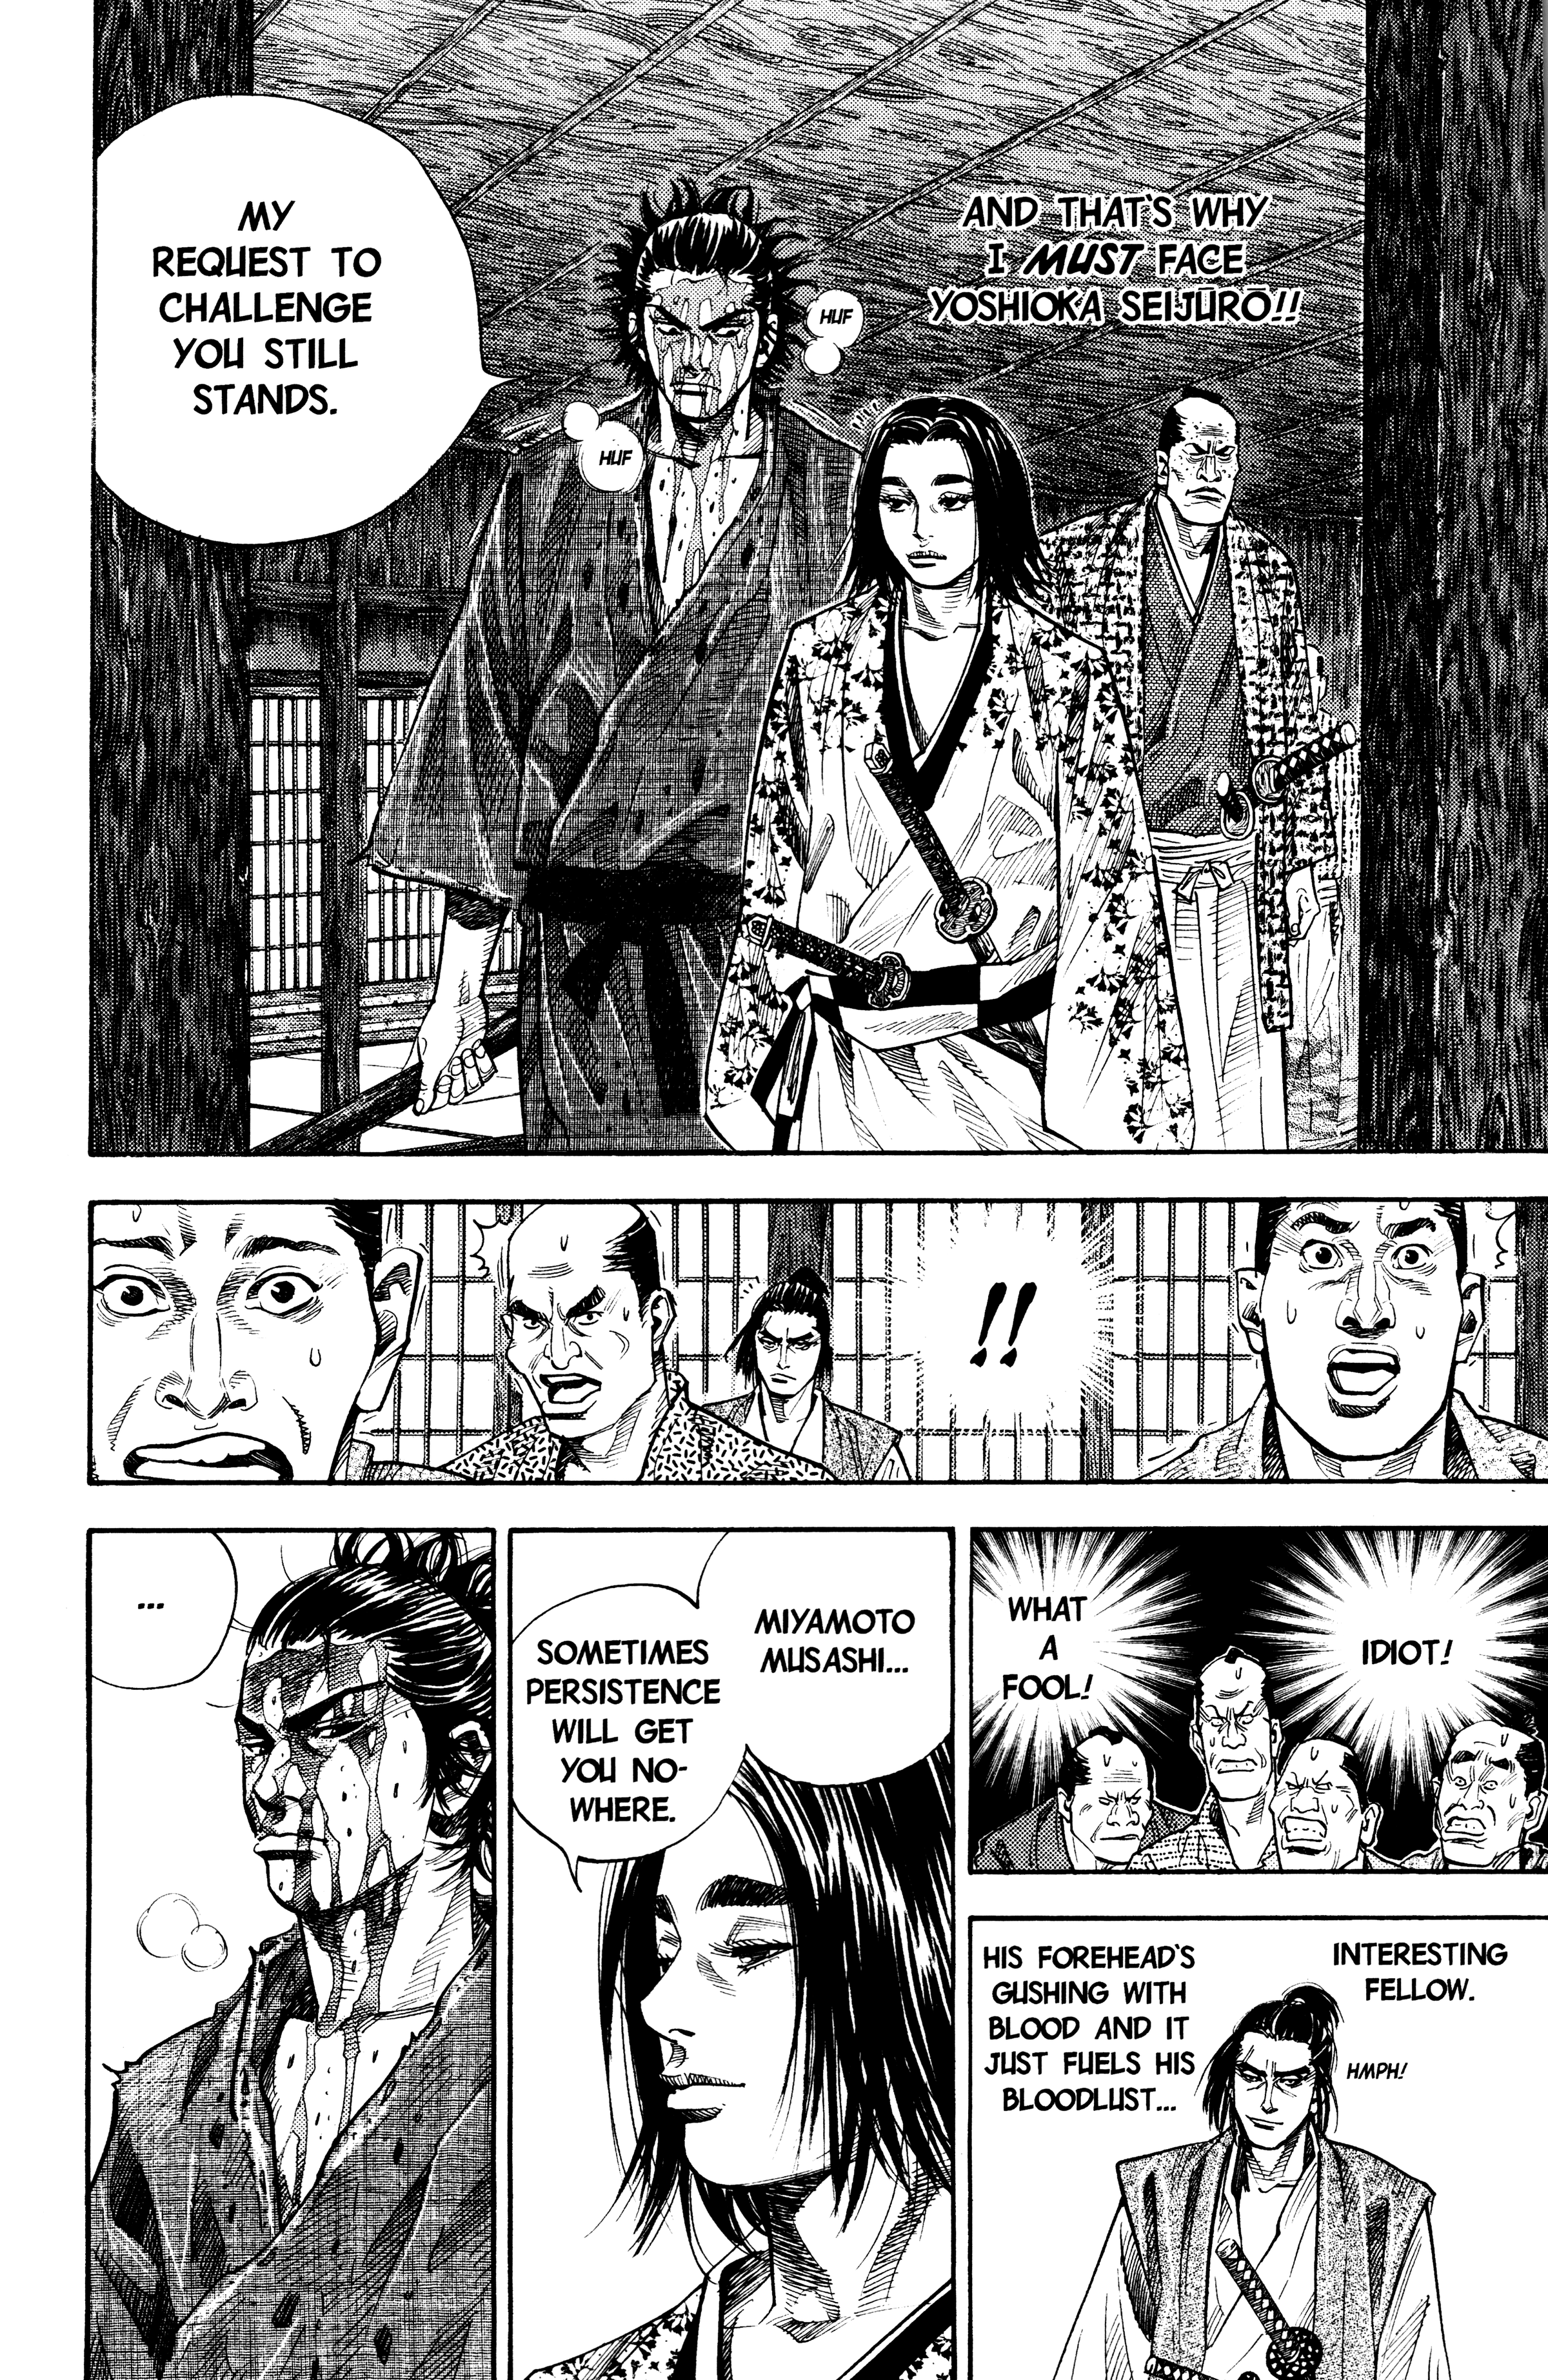 AND THAT'S WHY
I MUST FACE
YOSHIOKA SEIJŪRŌ!!
HUF
HUF
MY
REQUEST TO
CHALLENGE
YOU STILL
STANDS.
!!
IDIOT!
WHAT
A
FOOL!
INTERESTING
FELLOW.
HMPH!
HIS FOREHEAD'S
GUSHING WITH
BLOOD AND IT
JUST FUELS HIS
BLOODLUST...
MIYAMOTO
MUSASHI...
SOMETIMES
PERSISTENCE
WILL GET
YOU NO-
WHERE.
...